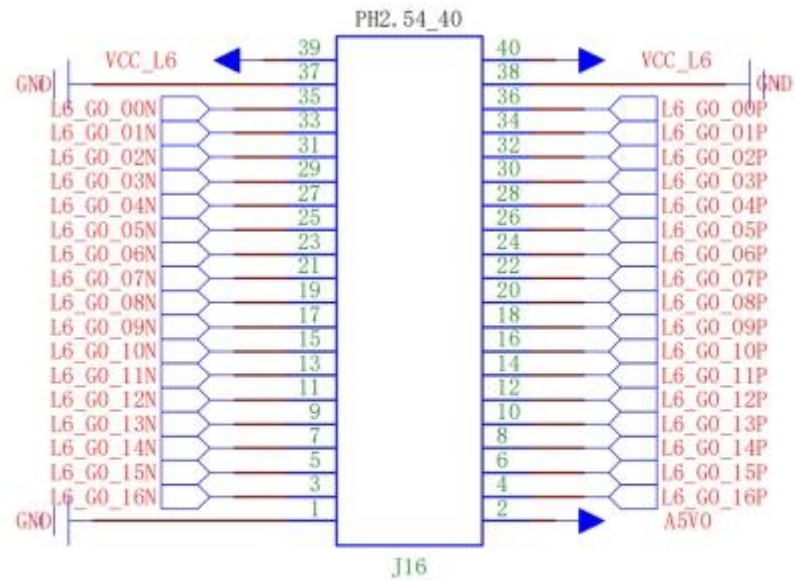 PH2.54_40
VCC_L6 39 40 VCC_L6
GND 37 38 GND
L6_G0_00N 35 36 L6_G0_00P
L6_G0_01N 33 34 L6_G0_01P
L6_G0_02N 31 32 L6_G0_02P
L6_G0_03N 29 30 L6_G0_03P
L6_G0_04N 27 28 L6_G0_04P
L6_G0_05N 25 26 L6_G0_05P
L6_G0_06N 23 24 L6_G0_06P
L6_G0_07N 21 22 L6_G0_07P
L6_G0_08N 19 20 L6_G0_08P
L6_G0_09N 17 18 L6_G0_09P
L6_G0_10N 15 16 L6_G0_10P
L6_G0_11N 13 14 L6_G0_11P
L6_G0_12N 11 12 L6_G0_12P
L6_G0_13N 9 10 L6_G0_13P
L6_G0_14N 7 8 L6_G0_14P
L6_G0_15N 5 6 L6_G0_15P
L6_G0_16N 3 4 L6_G0_16P
GND 1 2 A5V0
J16